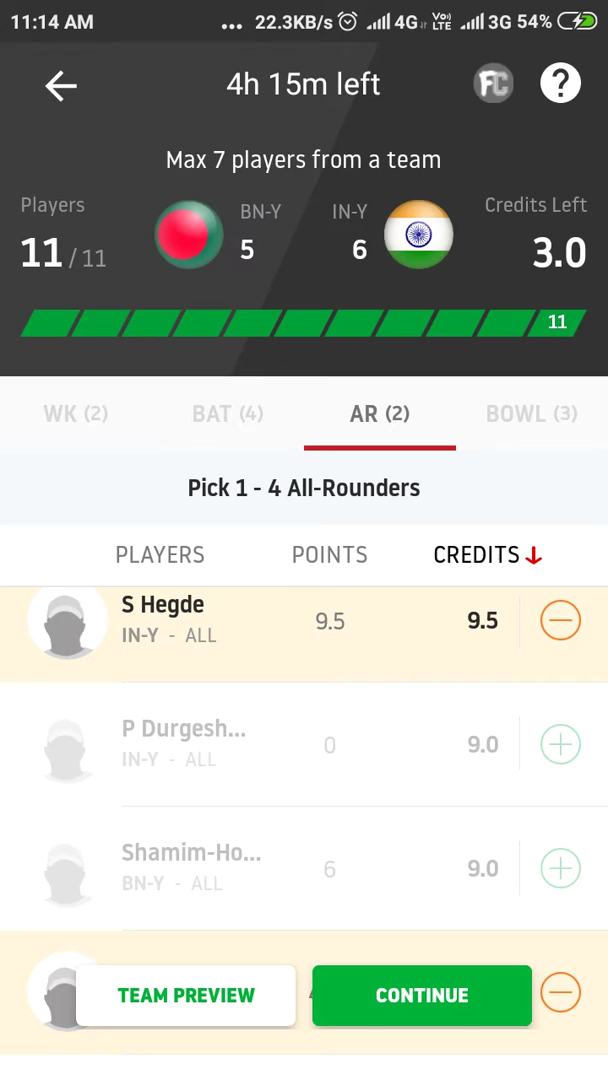 11:14 AM ... 22.3KB/s 4G VoLTE 3G 54%
4h 15m left FC ?
Max 7 players from a team
Players BN-Y IN-Y Credits Left
11 / 11 5 6 3.0
11
WK (2) BAT (4) AR (2) BOWL (3)
Pick 1 - 4 All-Rounders
PLAYERS POINTS CREDITS
S Hegde
IN-Y - ALL 9.5 9.5
P Durgesh...
IN-Y - ALL 0 9.0
Shamim-Ho...
BN-Y - ALL 6 9.0
TEAM PREVIEW CONTINUE